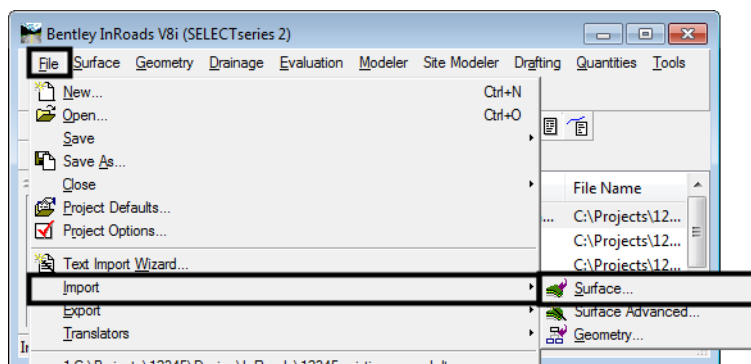 Bentley InRoads V8i (SELECTseries 2)
File Surface Geometry Drainage Evaluation Modeler Site Modeler Drafting Quantities Tools
New... Ctrl+N
Open... Ctrl+O
Save
Save As...
Close
Project Defaults... File Name
Project Options... ... C:\Projects\12...
C:\Projects\12...
Text Import Wizard... C:\Projects\12...
Import Surface...
Export Surface Advanced...
Translators Geometry...